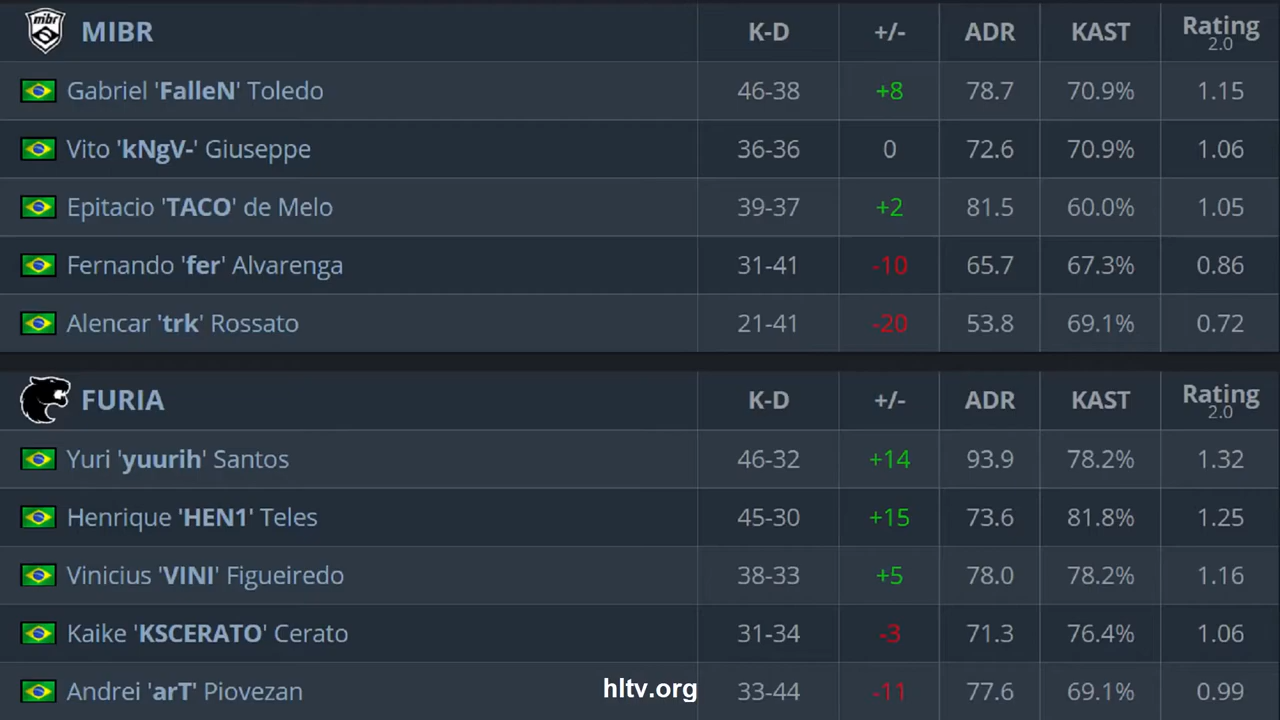 mibr MIBR K-D +/- ADR KAST Rating 2.0
Gabriel 'FalleN' Toledo 46-38 +8 78.7 70.9% 1.15
Vito 'kNgV-' Giuseppe 36-36 0 72.6 70.9% 1.06
Epitacio 'TACO' de Melo 39-37 +2 81.5 60.0% 1.05
Fernando 'fer' Alvarenga 31-41 -10 65.7 67.3% 0.86
Alencar 'trk' Rossato 21-41 -20 53.8 69.1% 0.72
FURIA K-D +/- ADR KAST Rating 2.0
Yuri 'yuurih' Santos 46-32 +14 93.9 78.2% 1.32
Henrique 'HEN1' Teles 45-30 +15 73.6 81.8% 1.25
Vinicius 'VINI' Figueiredo 38-33 +5 78.0 78.2% 1.16
Kaike 'KSCERATO' Cerato 31-34 -3 71.3 76.4% 1.06
Andrei 'arT' Piovezan hltv.org 33-44 -11 77.6 69.1% 0.99